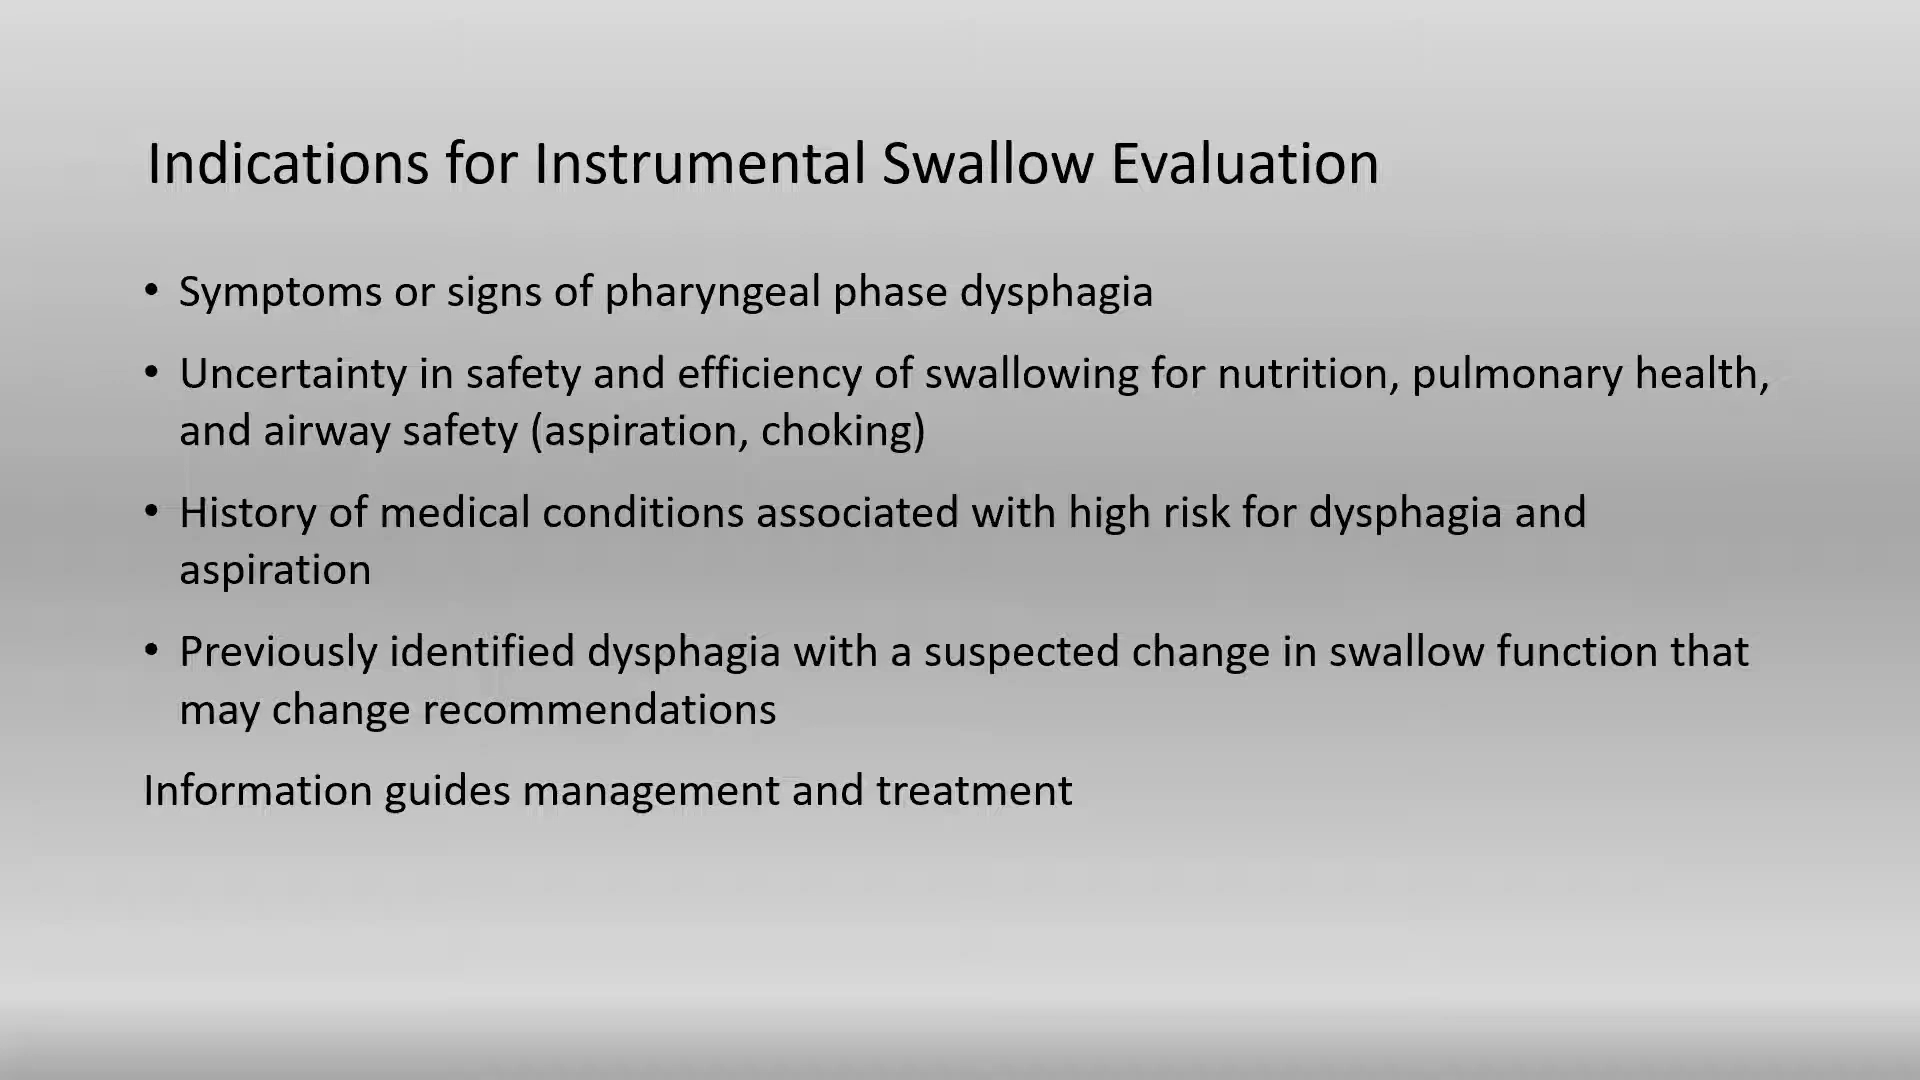 Indications for Instrumental Swallow Evaluation
• Symptoms or signs of pharyngeal phase dysphagia
• Uncertainty in safety and efficiency of swallowing for nutrition, pulmonary health,
and airway safety (aspiration, choking)
• History of medical conditions associated with high risk for dysphagia and
aspiration
• Previously identified dysphagia with a suspected change in swallow function that
may change recommendations
Information guides management and treatment